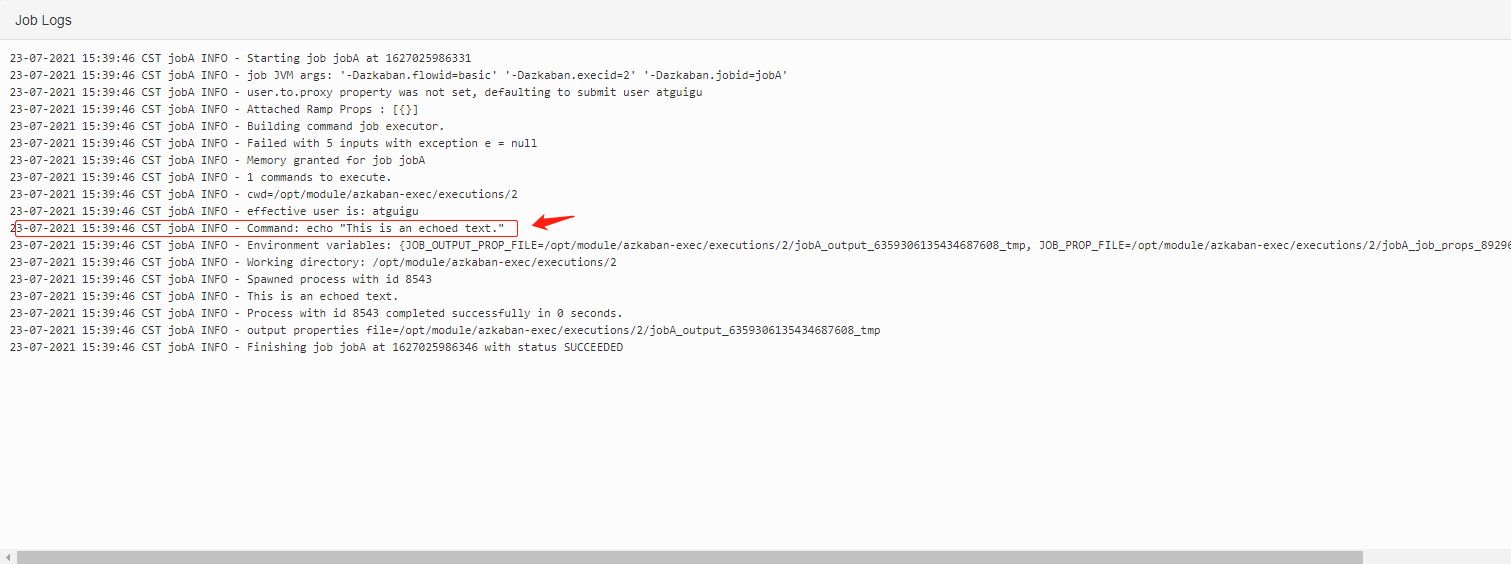 Job Logs
23-07-2021 15:39:46 CST jobA INFO - Starting job jobA at 1627025986331
23-07-2021 15:39:46 CST jobA INFO - job JVM args: '-Dazkaban.flowid=basic' '-Dazkaban.execid=2' '-Dazkaban.jobid=jobA'
23-07-2021 15:39:46 CST jobA INFO - user.to.proxy property was not set, defaulting to submit user atguigu
23-07-2021 15:39:46 CST jobA INFO - Attached Ramp Props : [{}]
23-07-2021 15:39:46 CST jobA INFO - Building command job executor.
23-07-2021 15:39:46 CST jobA INFO - Failed with 5 inputs with exception e = null
23-07-2021 15:39:46 CST jobA INFO - Memory granted for job jobA
23-07-2021 15:39:46 CST jobA INFO - 1 commands to execute.
23-07-2021 15:39:46 CST jobA INFO - cwd=/opt/module/azkaban-exec/executions/2
23-07-2021 15:39:46 CST jobA INFO - effective user is: atguigu
23-07-2021 15:39:46 CST jobA INFO - Command: echo "This is an echoed text."
23-07-2021 15:39:46 CST jobA INFO - Environment variables: {JOB_OUTPUT_PROP_FILE=/opt/module/azkaban-exec/executions/2/jobA_output_6359306135434687608_tmp, JOB_PROP_FILE=/opt/module/azkaban-exec/executions/2/jobA_job_props_89296
23-07-2021 15:39:46 CST jobA INFO - Working directory: /opt/module/azkaban-exec/executions/2
23-07-2021 15:39:46 CST jobA INFO - Spawned process with id 8543
23-07-2021 15:39:46 CST jobA INFO - This is an echoed text.
23-07-2021 15:39:46 CST jobA INFO - Process with id 8543 completed successfully in 0 seconds.
23-07-2021 15:39:46 CST jobA INFO - output properties file=/opt/module/azkaban-exec/executions/2/jobA_output_6359306135434687608_tmp
23-07-2021 15:39:46 CST jobA INFO - Finishing job jobA at 1627025986346 with status SUCCEEDED